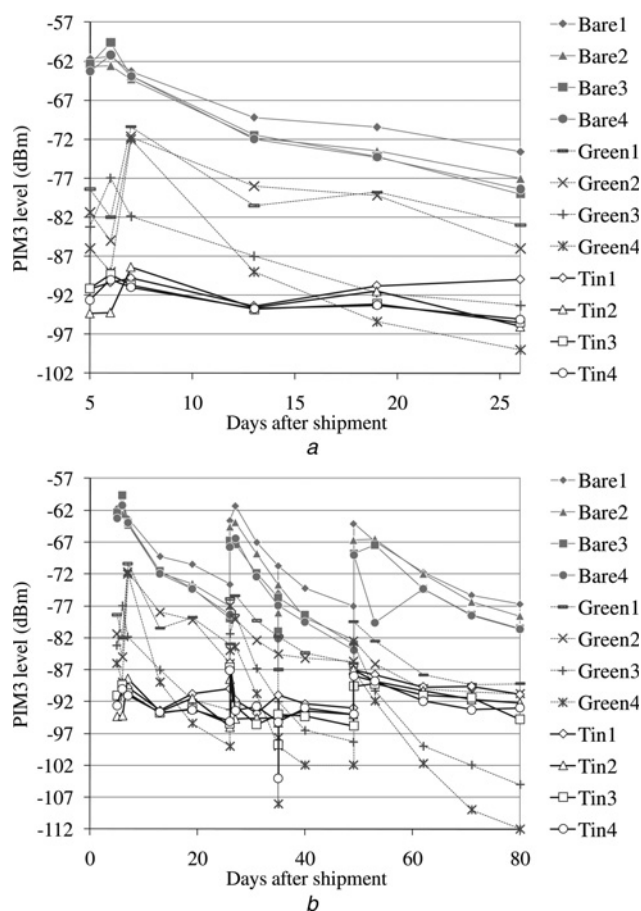 -57
-62
-67
-72
-77
-82
-87
-92
-97
-102
PIM3 level (dBm)
5
10
15
20
25
Days after shipment
Bare1
Bare2
Bare3
Bare4
Green1
Green2
Green3
Green4
Tin1
Tin2
Tin3
Tin4
a
-57
-62
-67
-72
-77
-82
-87
-92
-97
-102
-107
-112
PIM3 level (dBm)
0
20
40
60
80
Days after shipment
Bare1
Bare2
Bare3
Bare4
Green1
Green2
Green3
Green4
Tin1
Tin2
Tin3
Tin4
b